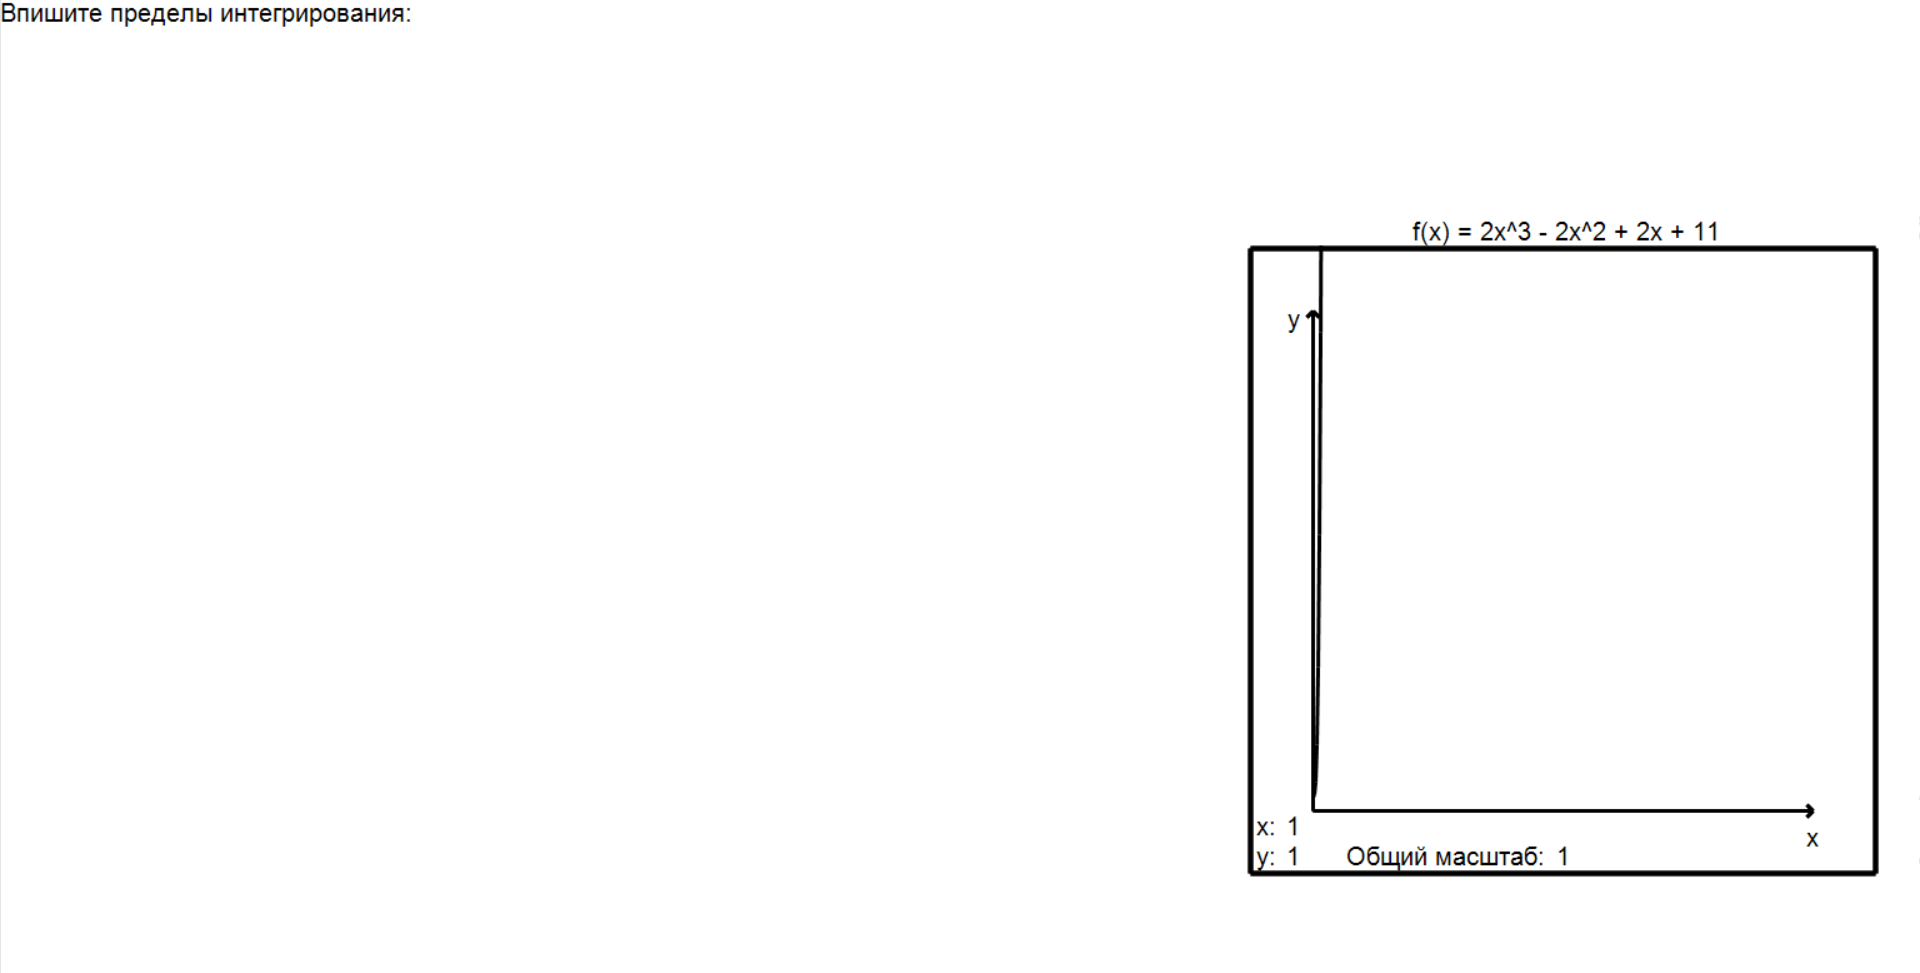 Впишите пределы интегрирования:
f(x) = 2x^3 - 2x^2 + 2x + 11
y
x: 1
x
y: 1 Общий масштаб: 1